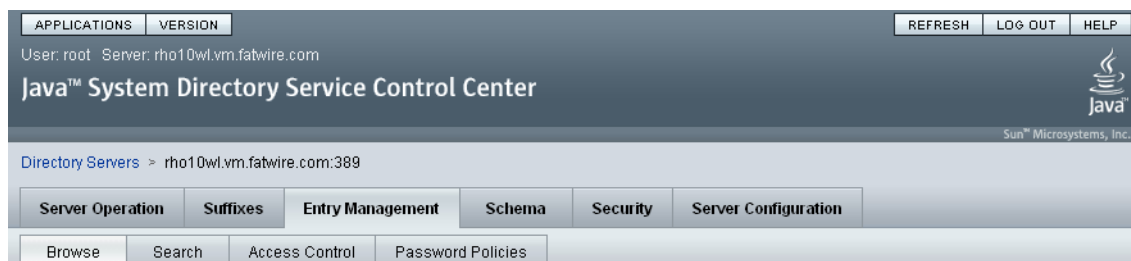 APPLICATIONS VERSION REFRESH LOG OUT HELP
User: root Server: rho10wl.vm.fatwire.com
Java™ System Directory Service Control Center
Java™
Sun™ Microsystems, Inc.
Directory Servers > rho10wl.vm.fatwire.com:389
Server Operation Suffixes Entry Management Schema Security Server Configuration
Browse Search Access Control Password Policies